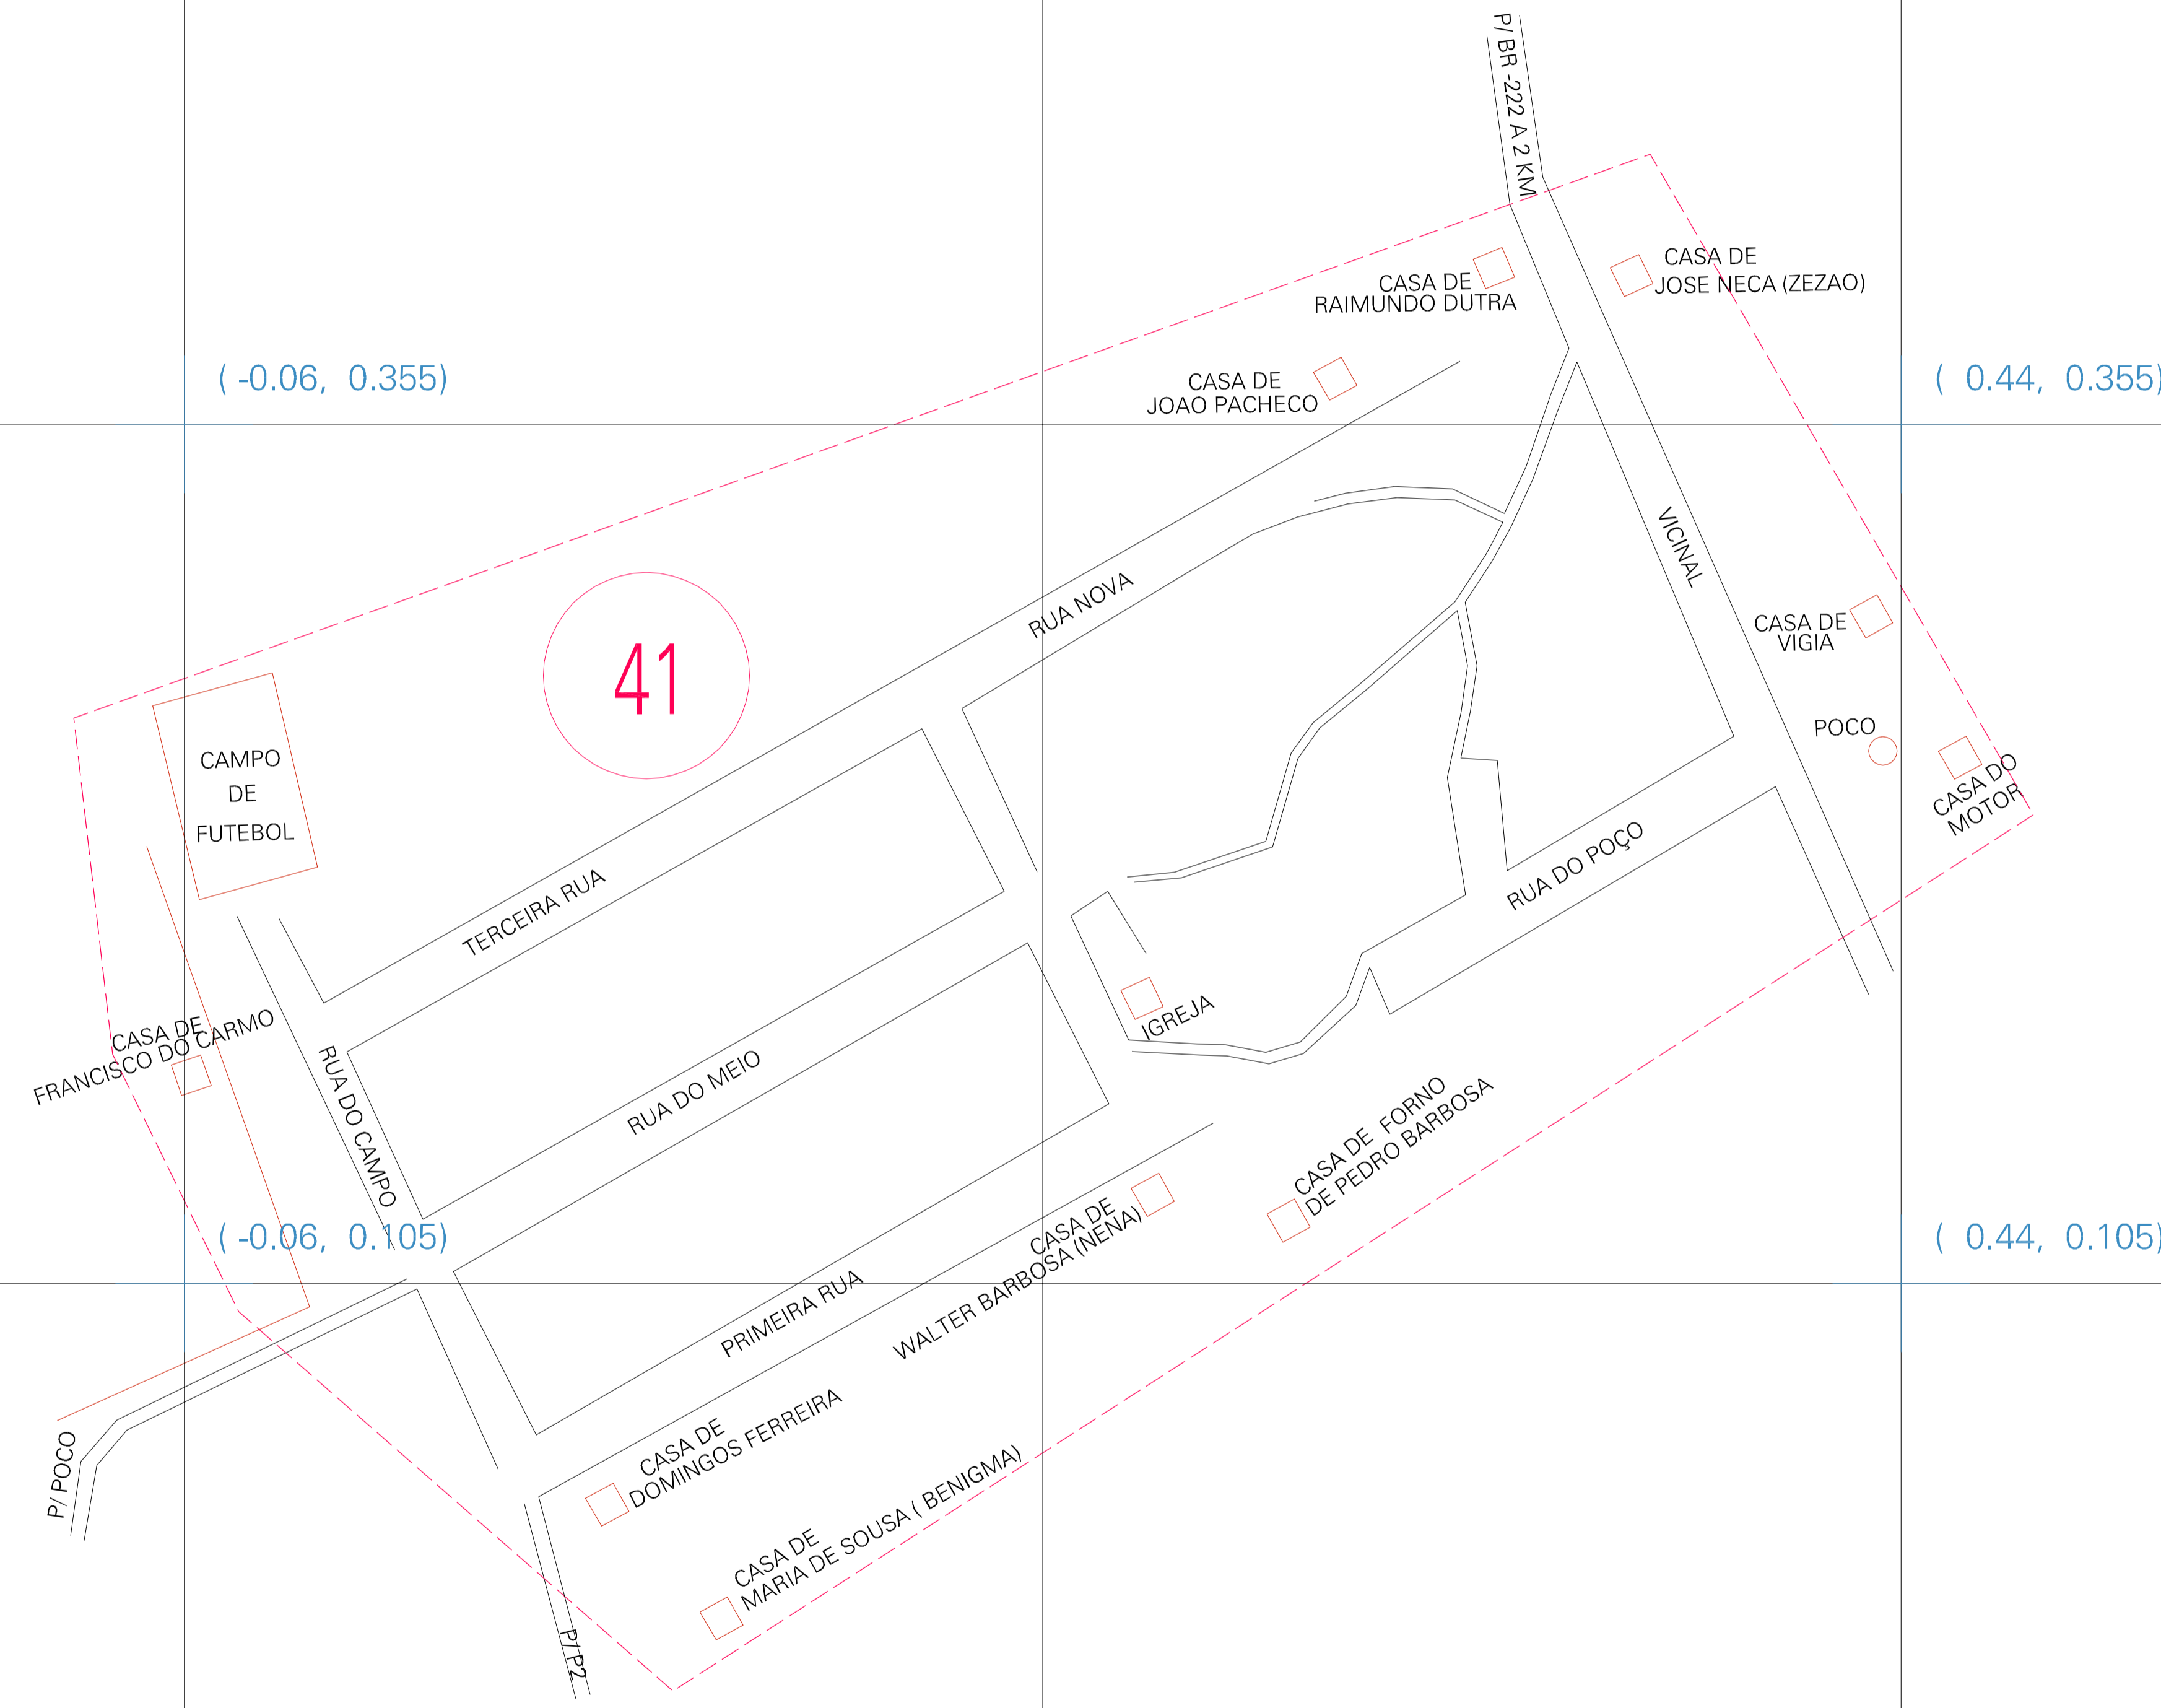 P/ BR -222 A 2 KM
CASA DE
JOSE NECA (ZEZAO)
CASA DE
RAIMUNDO DUTRA
( -0.06, 0.355)
CASA DE
JOAO PACHECO
( 0.44, 0.355)
VICINAL
RUA NOVA
41
CASA DE
VIGIA
POCO
CASA DO
MOTOR
CAMPO
DE
FUTEBOL
TERCEIRA RUA
RUA DO POÇO
CASA DE
FRANCISCO DO CARMO
IGREJA
RUA DO CAMPO
RUA DO MEIO
CASA DE FORNO
DE PEDRO BARBOSA
( -0.06, 0.105)
CASA DE
WALTER BARBOSA (NENA)
( 0.44, 0.105)
PRIMEIRA RUA
CASA DE
DOMINGOS FERREIRA
P/ POCO
CASA DE
MARIA DE SOUSA ( BENIGMA)
P/ P2